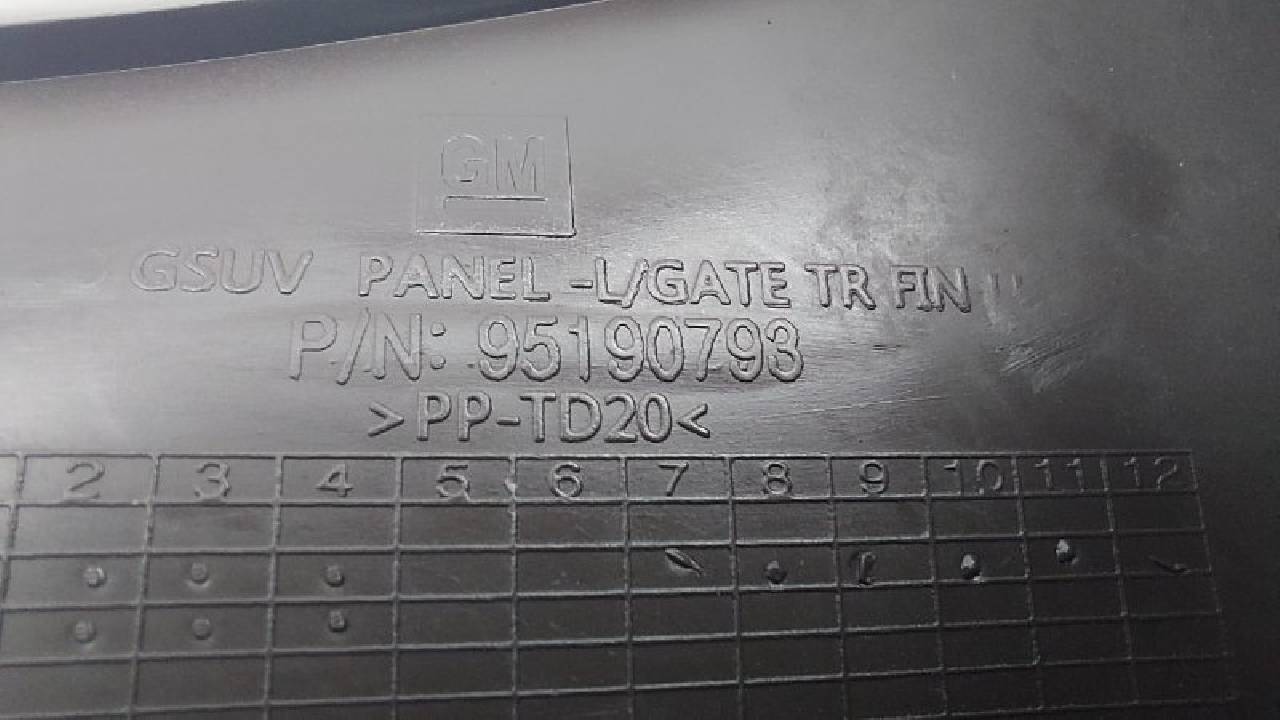 GM
GSUV PANEL -L/GATE TR FIN
P/N: 95190793
>PP-TD20<
2 3 4 5 6 7 8 9 10 11 12